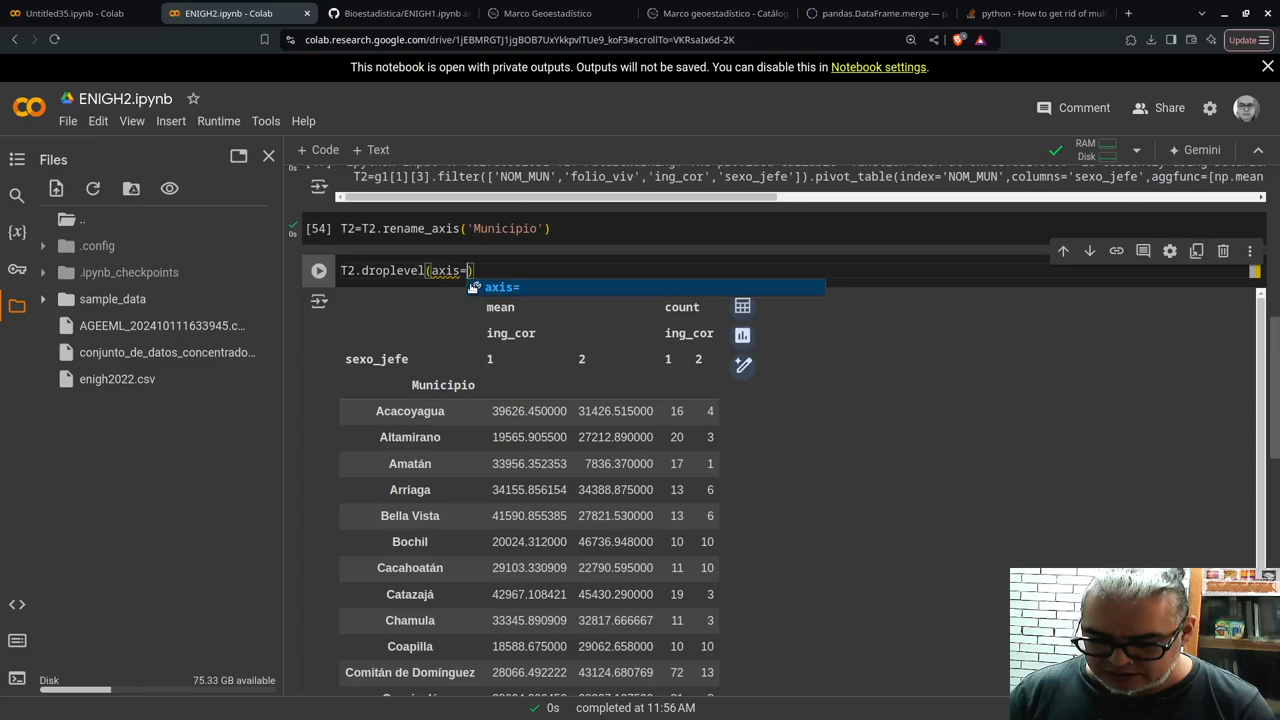 Untitled35.ipynb - Colab
ENIGH2.ipynb - Colab
Bioestadistica/ENIGH1.ipynb a
Marco Geoestadístico
Marco geoestadístico - Catálo
pandas.DataFrame.merge — p
python - How to get rid of mul
colab.research.google.com/drive/1jEBMRGTJ1jgBOB7UxYkkpvlTUe9_koF3#scrollTo=VKRsaIx6d-2K
Update
This notebook is open with private outputs. Outputs will not be saved. You can disable this in Notebook settings.
ENIGH2.ipynb
File Edit View Insert Runtime Tools Help
Comment Share
Files
+ Code + Text
RAM
Disk
Gemini
..
.config
.ipynb_checkpoints
sample_data
AGEEML_202410111633945.c...
conjunto_de_datos_concentrado...
enigh2022.csv
0s
T2=g1[1][3].filter(['NOM_MUN','folio_viv','ing_cor','sexo_jefe']).pivot_table(index='NOM_MUN',columns='sexo_jefe',aggfunc=[np.mean
0s
[54] T2=T2.rename_axis('Municipio')
T2.droplevel(axis=)
axis=
mean count
ing_cor ing_cor
sexo_jefe 1 2 1 2
Municipio
Acacoyagua 39626.450000 31426.515000 16 4
Altamirano 19565.905500 27212.890000 20 3
Amatán 33956.352353 7836.370000 17 1
Arriaga 34155.856154 34388.875000 13 6
Bella Vista 41590.855385 27821.530000 13 6
Bochil 20024.312000 46736.948000 10 10
Cacahoatán 29103.330909 22790.595000 11 10
Catazajá 42967.108421 45430.290000 19 3
Chamula 33345.890909 32817.666667 11 3
Coapilla 18588.675000 29062.658000 10 10
Comitán de Domínguez 28066.492222 43124.680769 72 13
Disk
75.33 GB available
0s completed at 11:56 AM